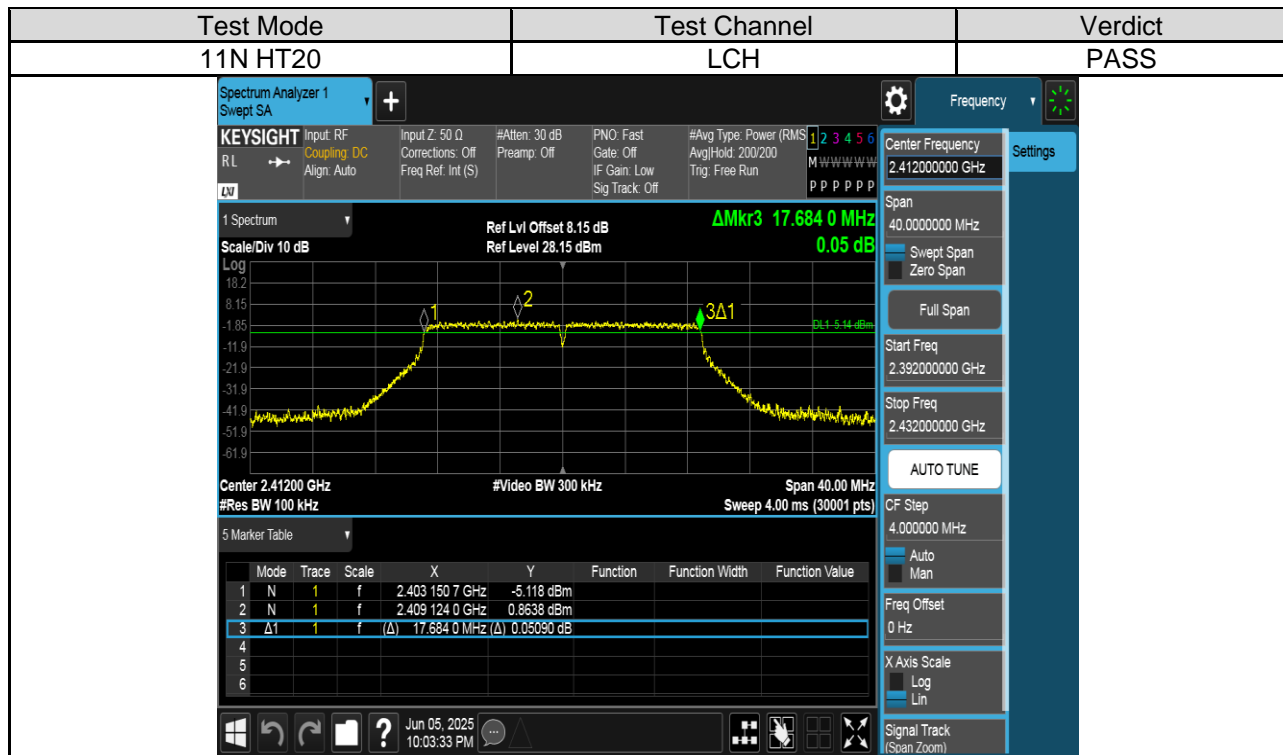 Test Mode Test Channel Verdict
11N HT20 LCH PASS
Spectrum Analyzer 1
Swept SA
+
Frequency
KEYSIGHT
RL
LXI
Input: RF
Coupling: DC
Align: Auto
Input Z: 50 Ω
Corrections: Off
Freq Ref: Int (S)
#Atten: 30 dB
Preamp: Off
PNO: Fast
Gate: Off
IF Gain: Low
Sig Track: Off
#Avg Type: Power (RMS
Avg|Hold: 200/200
Trig: Free Run
1 2 3 4 5 6
M W W W W W
P P P P P P
1 Spectrum
Scale/Div 10 dB
Ref Lvl Offset 8.15 dB
Ref Level 28.15 dBm
ΔMkr3 17.684 0 MHz
0.05 dB
Log
18.2
8.15
-1.85
-11.9
-21.9
-31.9
-41.9
-51.9
-61.9
1
2
3Δ1
DL1 -5.14 dBm
Center 2.41200 GHz
#Res BW 100 kHz
#Video BW 300 kHz
Span 40.00 MHz
Sweep 4.00 ms (30001 pts)
5 Marker Table
Mode Trace Scale X Y Function Function Width Function Value
1 N 1 f 2.403 150 7 GHz -5.118 dBm
2 N 1 f 2.409 124 0 GHz 0.8638 dBm
3 Δ1 1 f (Δ) 17.684 0 MHz (Δ) 0.05090 dB
4
5
6
Center Frequency
2.412000000 GHz
Settings
Span
40.0000000 MHz
Swept Span
Zero Span
Full Span
Start Freq
2.392000000 GHz
Stop Freq
2.432000000 GHz
AUTO TUNE
CF Step
4.000000 MHz
Auto
Man
Freq Offset
0 Hz
X Axis Scale
Log
Lin
Signal Track
(Span Zoom)
?
Jun 05, 2025
10:03:33 PM